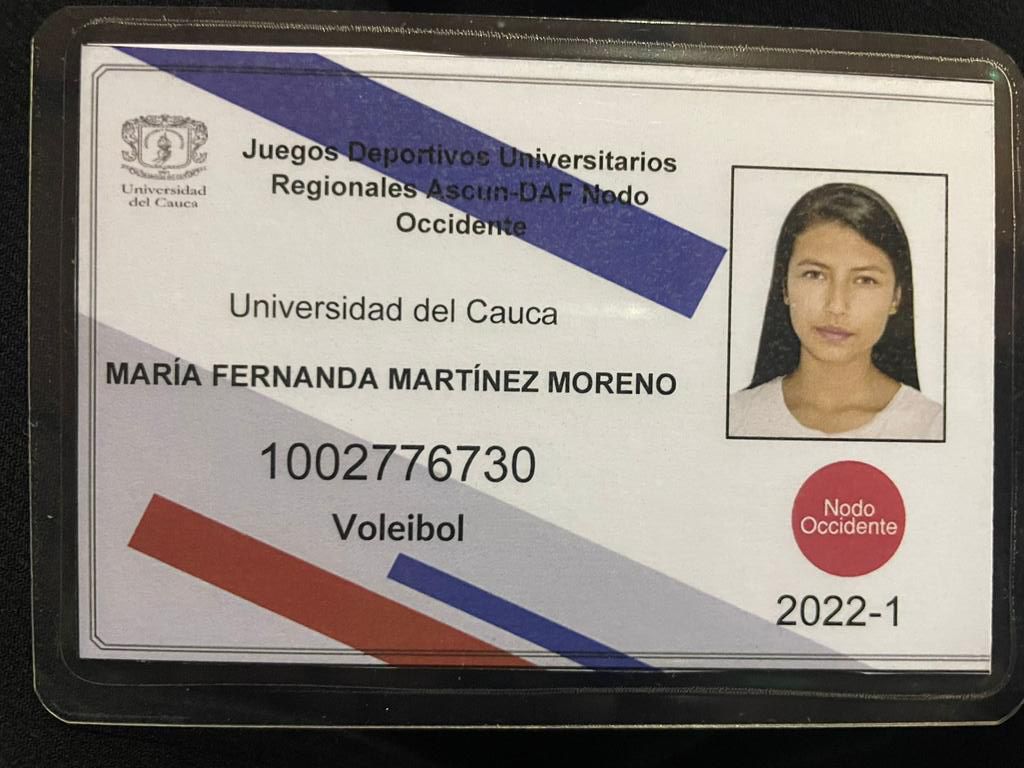 Universidad
del Cauca
Juegos Deportivos Universitarios
Regionales Ascun-DAF Nodo
Occidente
Universidad del Cauca
MARÍA FERNANDA MARTÍNEZ MORENO
1002776730
Voleibol
Nodo
Occidente
2022-1